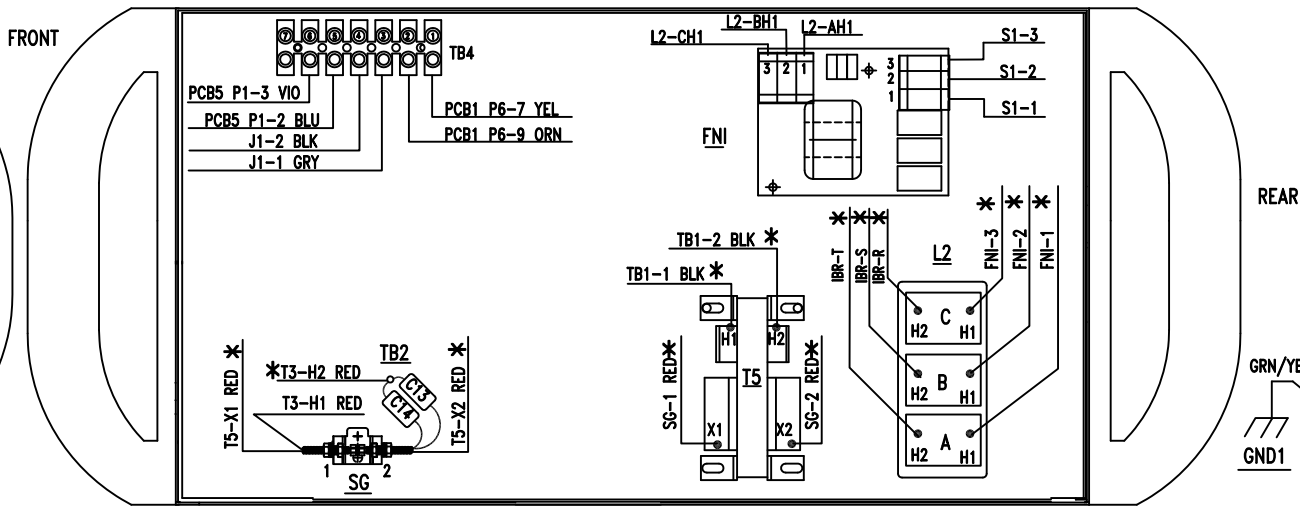 FRONT
7 6 5 4 3 2 1
TB4
PCB5 P1-3 VIO
PCB5 P1-2 BLU
J1-2 BLK
J1-1 GRY
PCB1 P6-7 YEL
PCB1 P6-9 ORN
L2-BH1
L2-CH1
L2-AH1
3 2 1
3
2
1
S1-3
S1-2
S1-1
FNI
REAR
TB1-2 BLK *
TB1-1 BLK *
H1 H2
T5
X1 X2
SG-1 RED*
SG-2 RED*
* * *
IBR-T
IBR-S
IBR-R
L2
* * *
FNI-3
FNI-2
FNI-1
C
H2 H1
B
H2 H1
A
H2 H1
T5-X1 RED *
TB2
*T3-H2 RED
T3-H1 RED
C13
C14
T5-X2 RED *
1 2
SG
GRN/YE
GND1